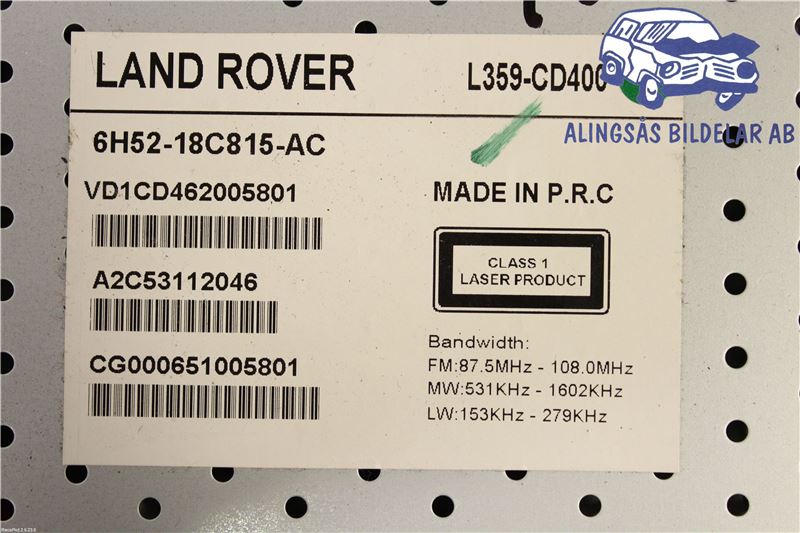 LAND ROVER
L359-CD400
ALINGSÅS BILDELAR AB
6H52-18C815-AC
VD1CD462005801
MADE IN P.R.C
CLASS 1
LASER PRODUCT
A2C53112046
CG000651005801
Bandwidth:
FM:87.5MHz - 108.0MHz
MW:531KHz - 1602KHz
LW:153KHz - 279KHz